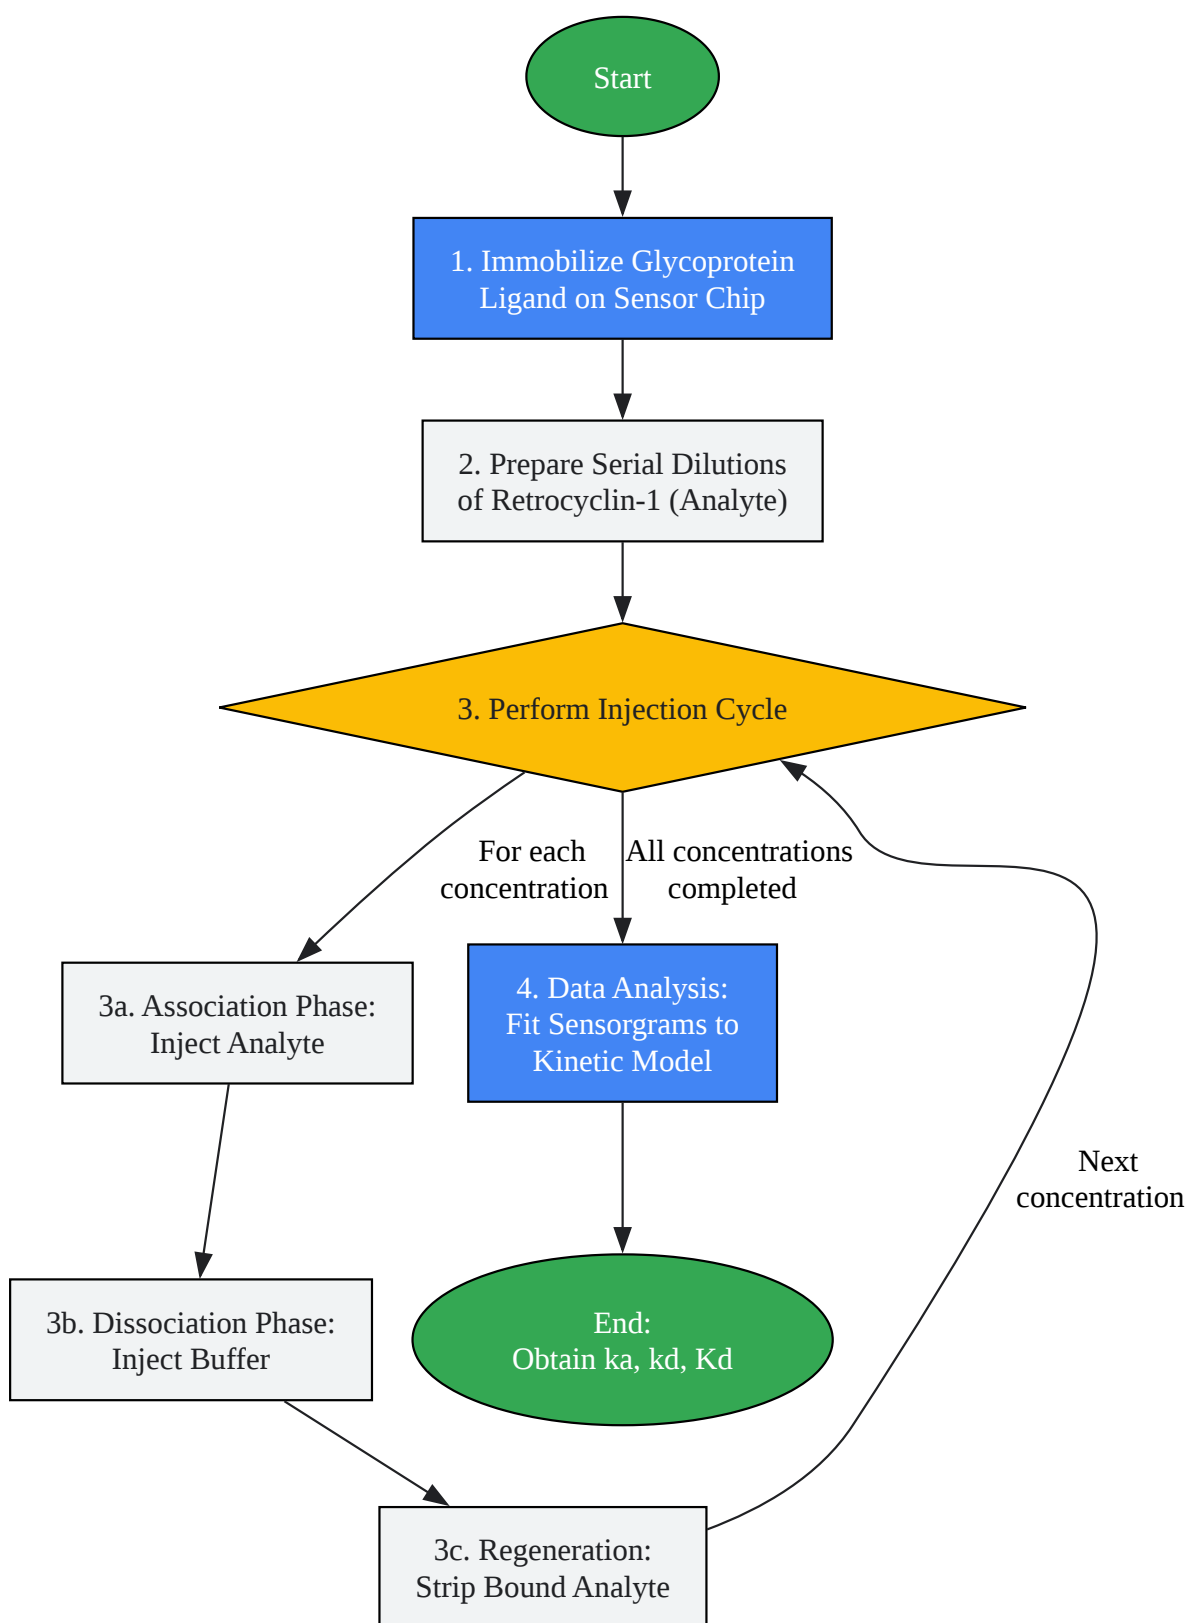 Start
1. Immobilize Glycoprotein
Ligand on Sensor Chip
2. Prepare Serial Dilutions
of Retrocyclin-1 (Analyte)
3. Perform Injection Cycle
For each
concentration
All concentrations
completed
3a. Association Phase:
Inject Analyte
4. Data Analysis:
Fit Sensorgrams to
Kinetic Model
Next
concentration
3b. Dissociation Phase:
Inject Buffer
End:
Obtain ka, kd, Kd
3c. Regeneration:
Strip Bound Analyte